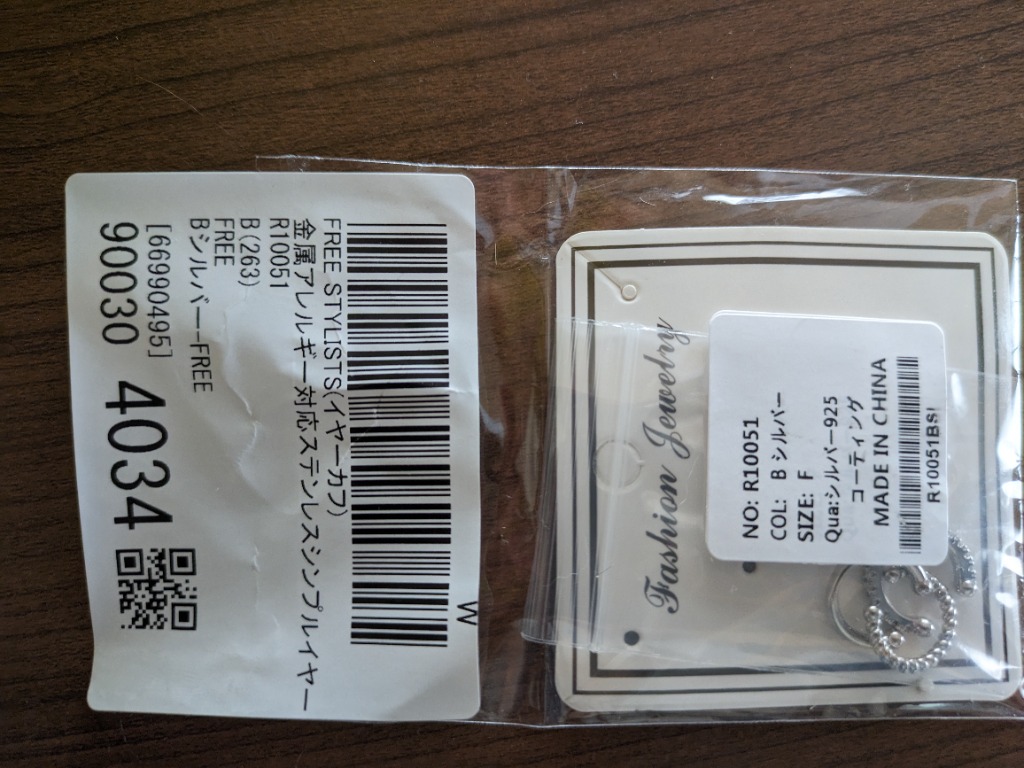 FREE STYLISTS(イヤーカフ)
金属アレルギー対応ステンレスシンプルイヤー
R10051
B(263)
FREE
Bシルバー-FREE
[66990495]
90030 4034
W
Fashion Jewelry
NO: R10051
COL: B シルバー
SIZE: F
Qua:シルバー925
コーティング
MADE IN CHINA
R10051BSI